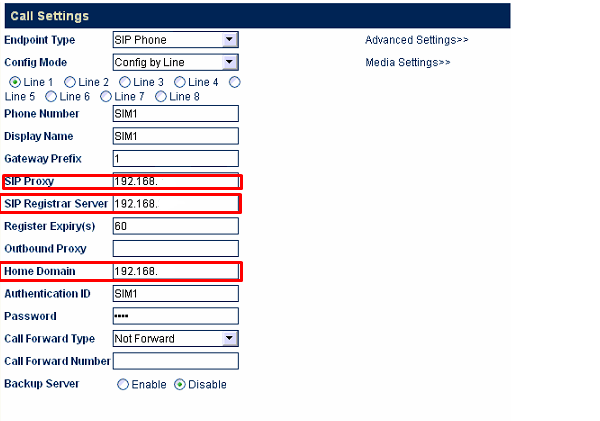 Call Settings
Endpoint Type SIP Phone Advanced Settings>>
Config Mode Config by Line Media Settings>>
Line 1 Line 2 Line 3 Line 4
Line 5 Line 6 Line 7 Line 8
Phone Number SIM1
Display Name SIM1
Gateway Prefix 1
SIP Proxy 192.168.
SIP Registrar Server 192.168.
Register Expiry(s) 60
Outbound Proxy
Home Domain 192.168.
Authentication ID SIM1
Password ••••
Call Forward Type Not Forward
Call Forward Number
Backup Server Enable Disable